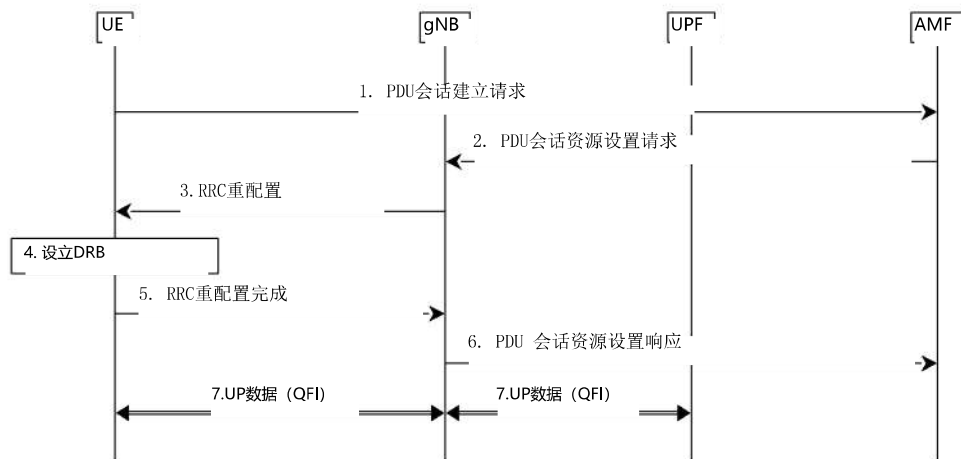 UE
gNB
UPF
AMF
1. PDU会话建立请求
2. PDU会话资源设置请求
3.RRC重配置
4. 设立DRB
5. RRC重配置完成
6. PDU 会话资源设置响应
7.UP数据（QFI）
7.UP数据（QFI）